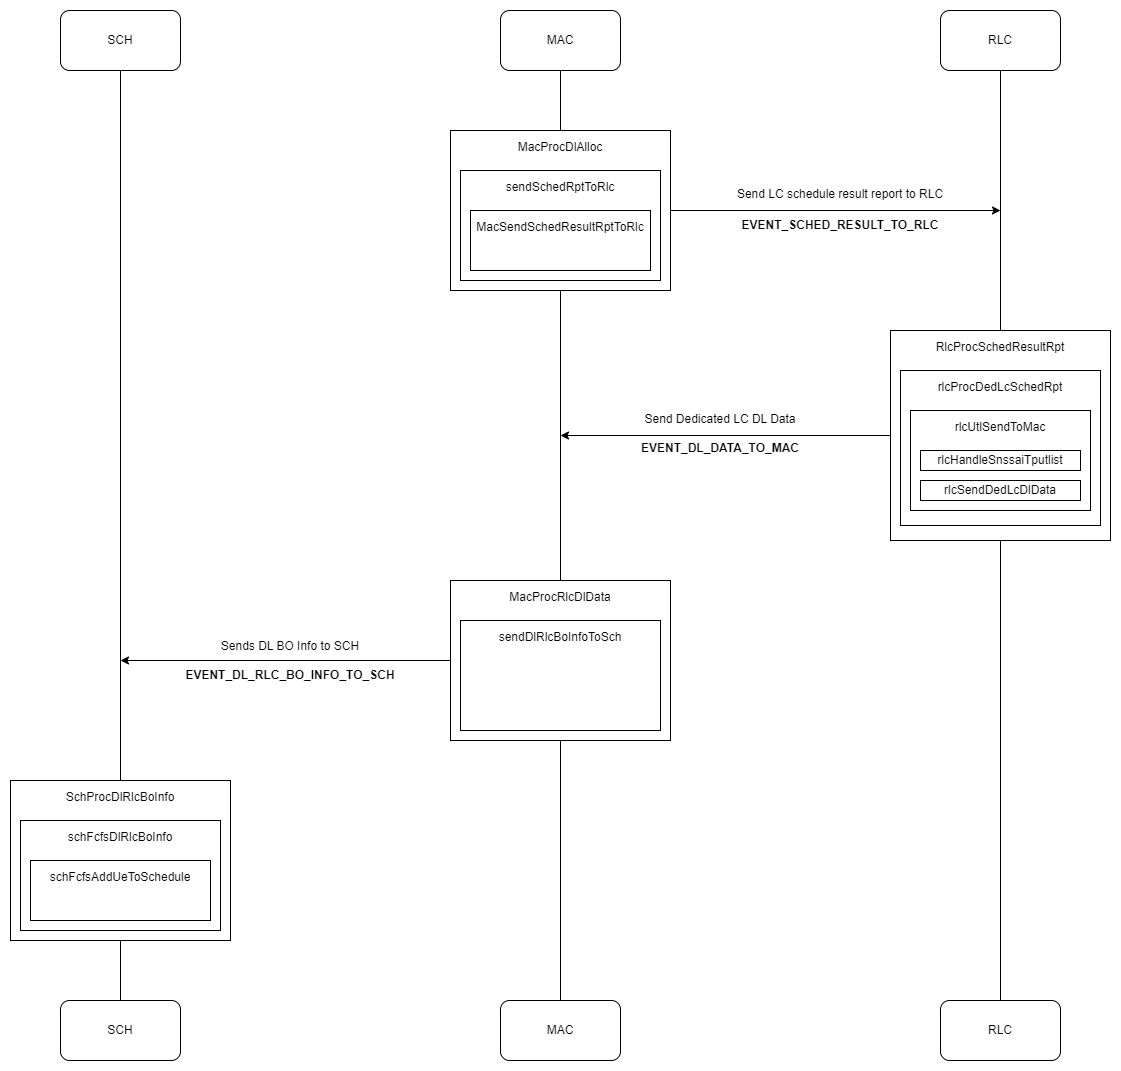 SCH
MAC
RLC
MacProcDlAlloc
sendSchedRptToRlc
MacSendSchedResultRptToRlc
Send LC schedule result report to RLC
EVENT_SCHED_RESULT_TO_RLC
RlcProcSchedResultRpt
rlcProcDedLcSchedRpt
rlcUtlSendToMac
rlcHandleSnssaiTputlist
rlcSendDedLcDlData
Send Dedicated LC DL Data
EVENT_DL_DATA_TO_MAC
MacProcRlcDlData
sendDlRlcBoInfoToSch
Sends DL BO Info to SCH
EVENT_DL_RLC_BO_INFO_TO_SCH
SchProcDlRlcBoInfo
schFcfsDlRlcBoInfo
schFcfsAddUeToSchedule
SCH
MAC
RLC